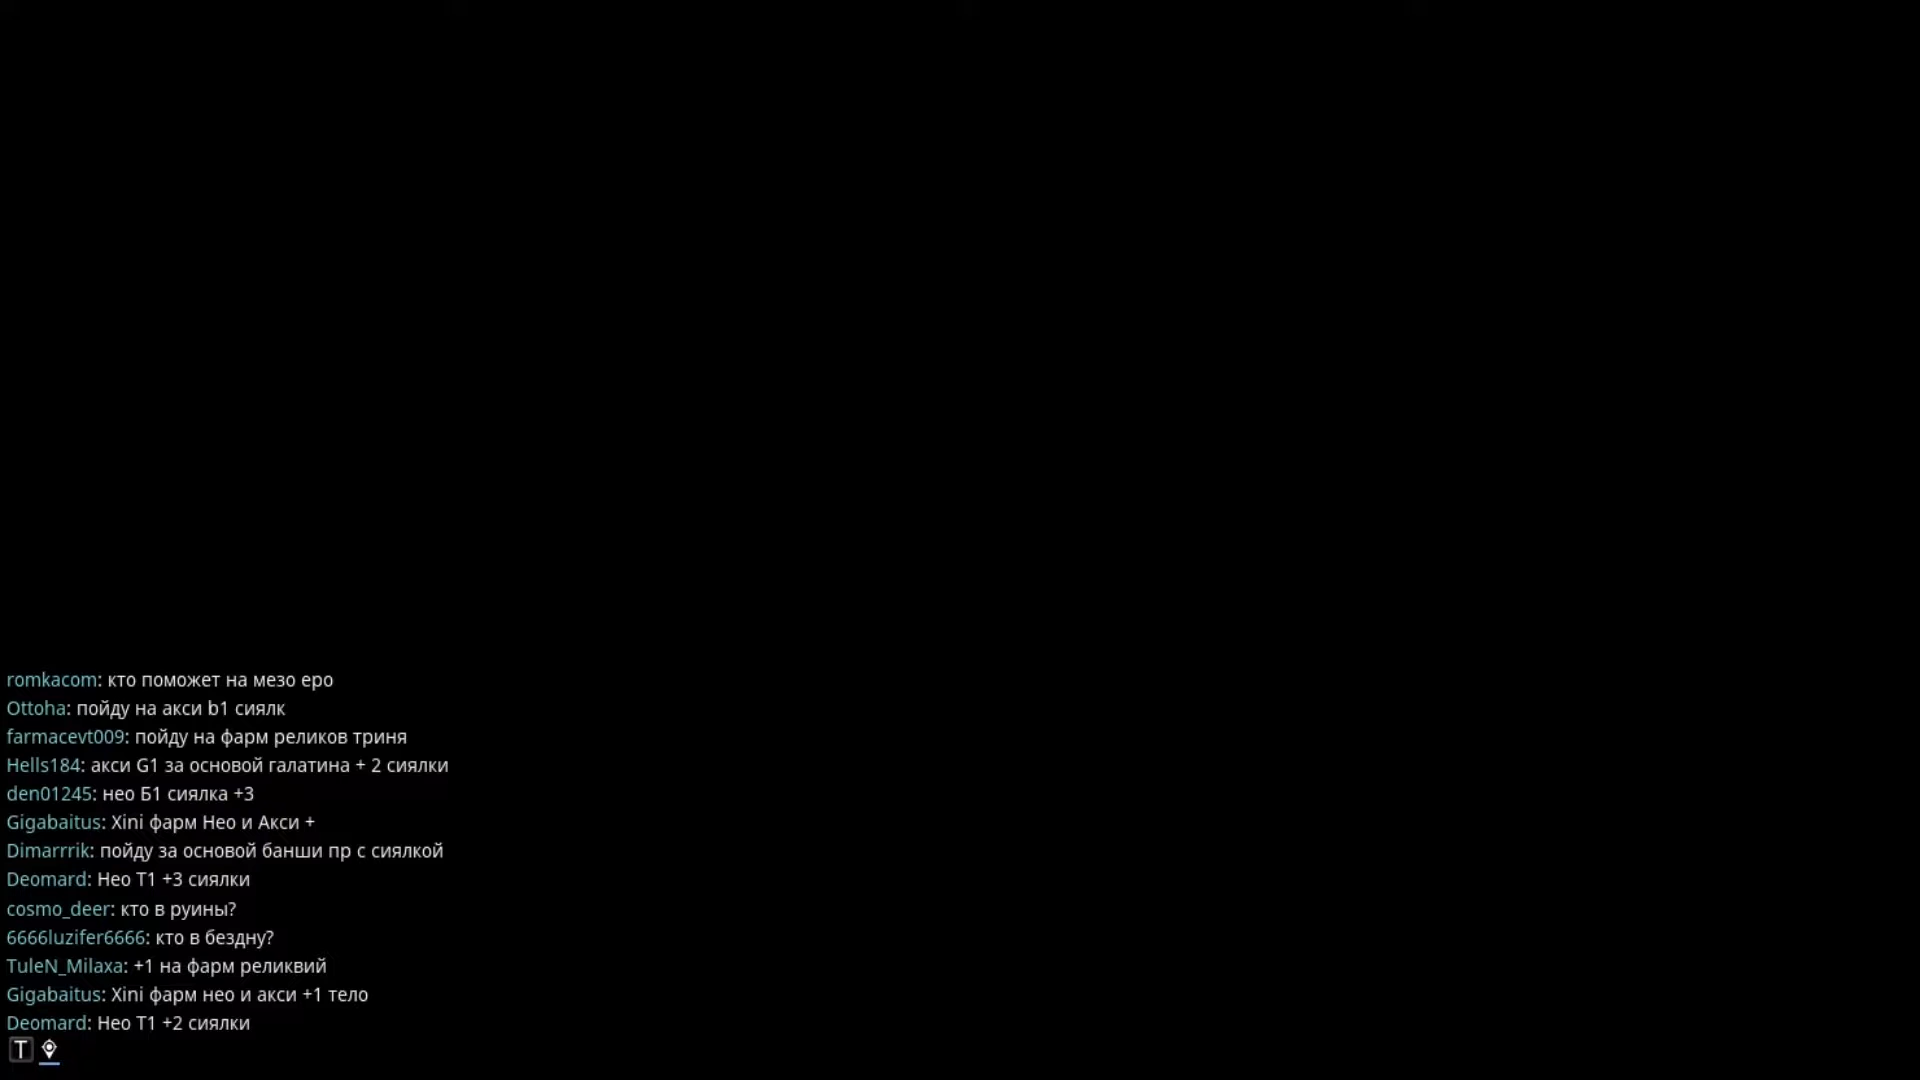 romkacom: кто поможет на мезо еро
Ottoha: пойду на акси b1 сиялк
farmacevt009: пойду на фарм реликов триня
Hells184: акси G1 за основой галатина + 2 сиялки
den01245: нео Б1 сиялка +3
Gigabaitus: Xini фарм Нео и Акси +
Dimarrrik: пойду за основой банши пр с сиялкой
Deomard: Нео Т1 +3 сиялки
cosmo_deer: кто в руины?
6666luzifer6666: кто в бездну?
TuleN_Milaxa: +1 на фарм реликвий
Gigabaitus: Xini фарм нео и акси +1 тело
Deomard: Нео Т1 +2 сиялки
T